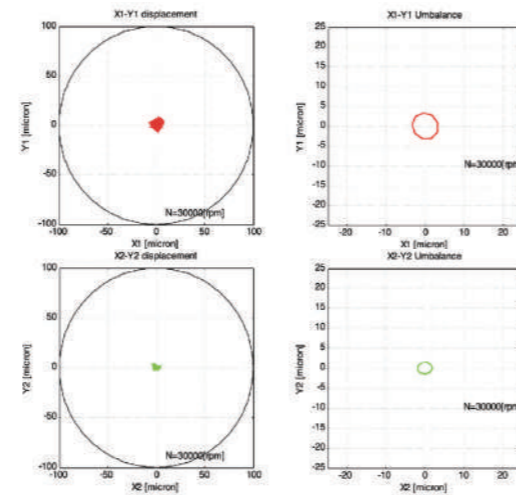 X1-Y1 displacement
100
50
0
-50
-100
Y1 [micron]
N=30000[rpm]
-100 -50 0 50 100
X1 [micron]
X1-Y1 Umbalance
25
20
15
10
5
0
-5
-10
-15
-20
-25
Y1 [micron]
N=30000[rpm]
-20 -10 0 10 20
X1 [micron]
X2-Y2 displacement
100
50
0
-50
-100
Y2 [micron]
N=30000[rpm]
-100 -50 0 50 100
X2 [micron]
X2-Y2 Umbalance
25
20
15
10
5
0
-5
-10
-15
-20
-25
Y2 [micron]
N=30000[rpm]
-20 -10 0 10 20
X2 [micron]